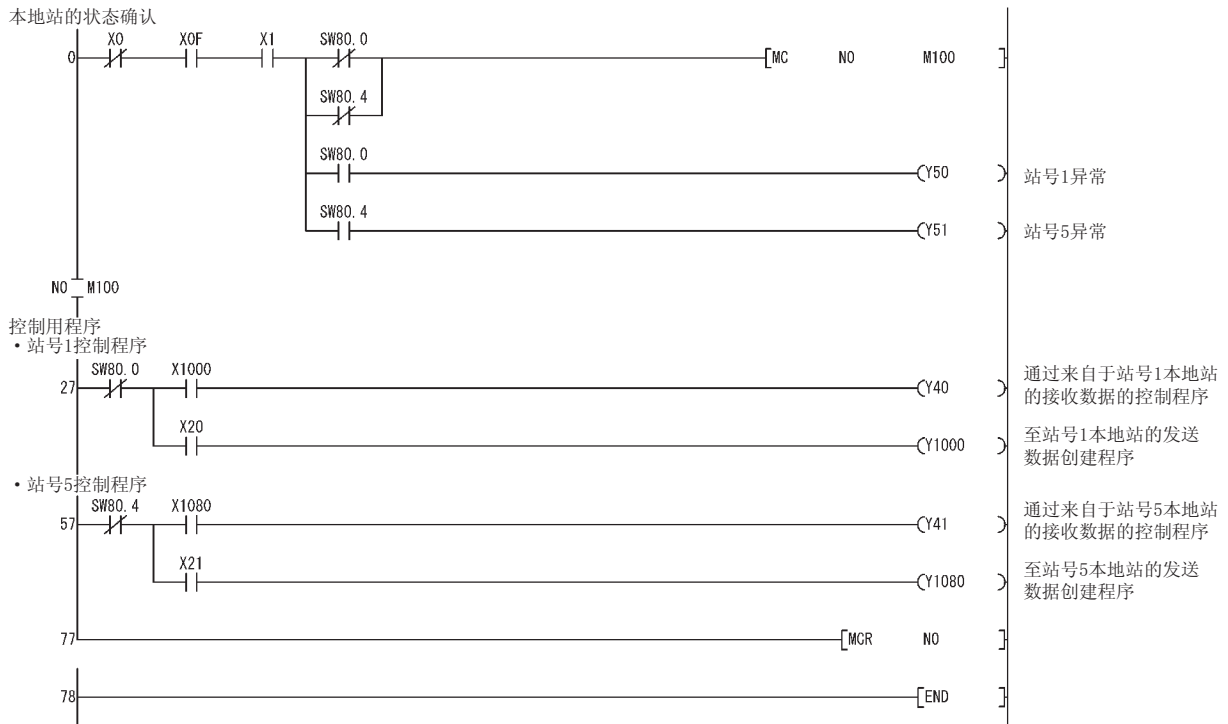 本地站的状态确认
X0 X0F X1 SW80.0
0 [MC N0 M100 ]
SW80.4
SW80.0
(Y50 ) 站号1异常
SW80.4
(Y51 ) 站号5异常
N0 M100
控制用程序
•站号1控制程序
SW80.0 X1000
27 (Y40 ) 通过来自于站号1本地站
的接收数据的控制程序
X20
(Y1000 ) 至站号1本地站的发送
数据创建程序
•站号5控制程序
SW80.4 X1080
57 (Y41 ) 通过来自于站号5本地站
的接收数据的控制程序
X21
(Y1080 ) 至站号5本地站的发送
数据创建程序
77 [MCR N0 ]
78 [END ]